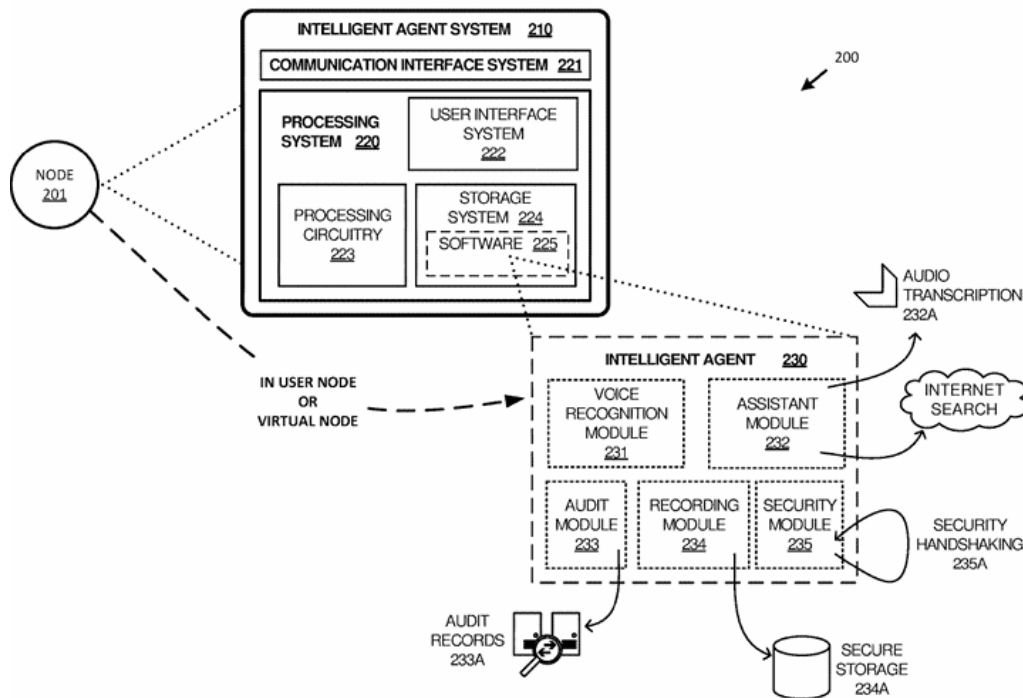 INTELLIGENT AGENT SYSTEM 210
COMMUNICATION INTERFACE SYSTEM 221
200
PROCESSING
SYSTEM 220
USER INTERFACE
SYSTEM
222
NODE
201
PROCESSING
CIRCUITRY
223
STORAGE
SYSTEM 224
SOFTWARE 225
AUDIO
TRANSCRIPTION
232A
IN USER NODE
OR
VIRTUAL NODE
INTELLIGENT AGENT 230
VOICE
RECOGNITION
MODULE
231
ASSISTANT
MODULE
232
INTERNET
SEARCH
AUDIT
MODULE
233
RECORDING
MODULE
234
SECURITY
MODULE
235
SECURITY
HANDSHAKING
235A
AUDIT
RECORDS
233A
SECURE
STORAGE
234A